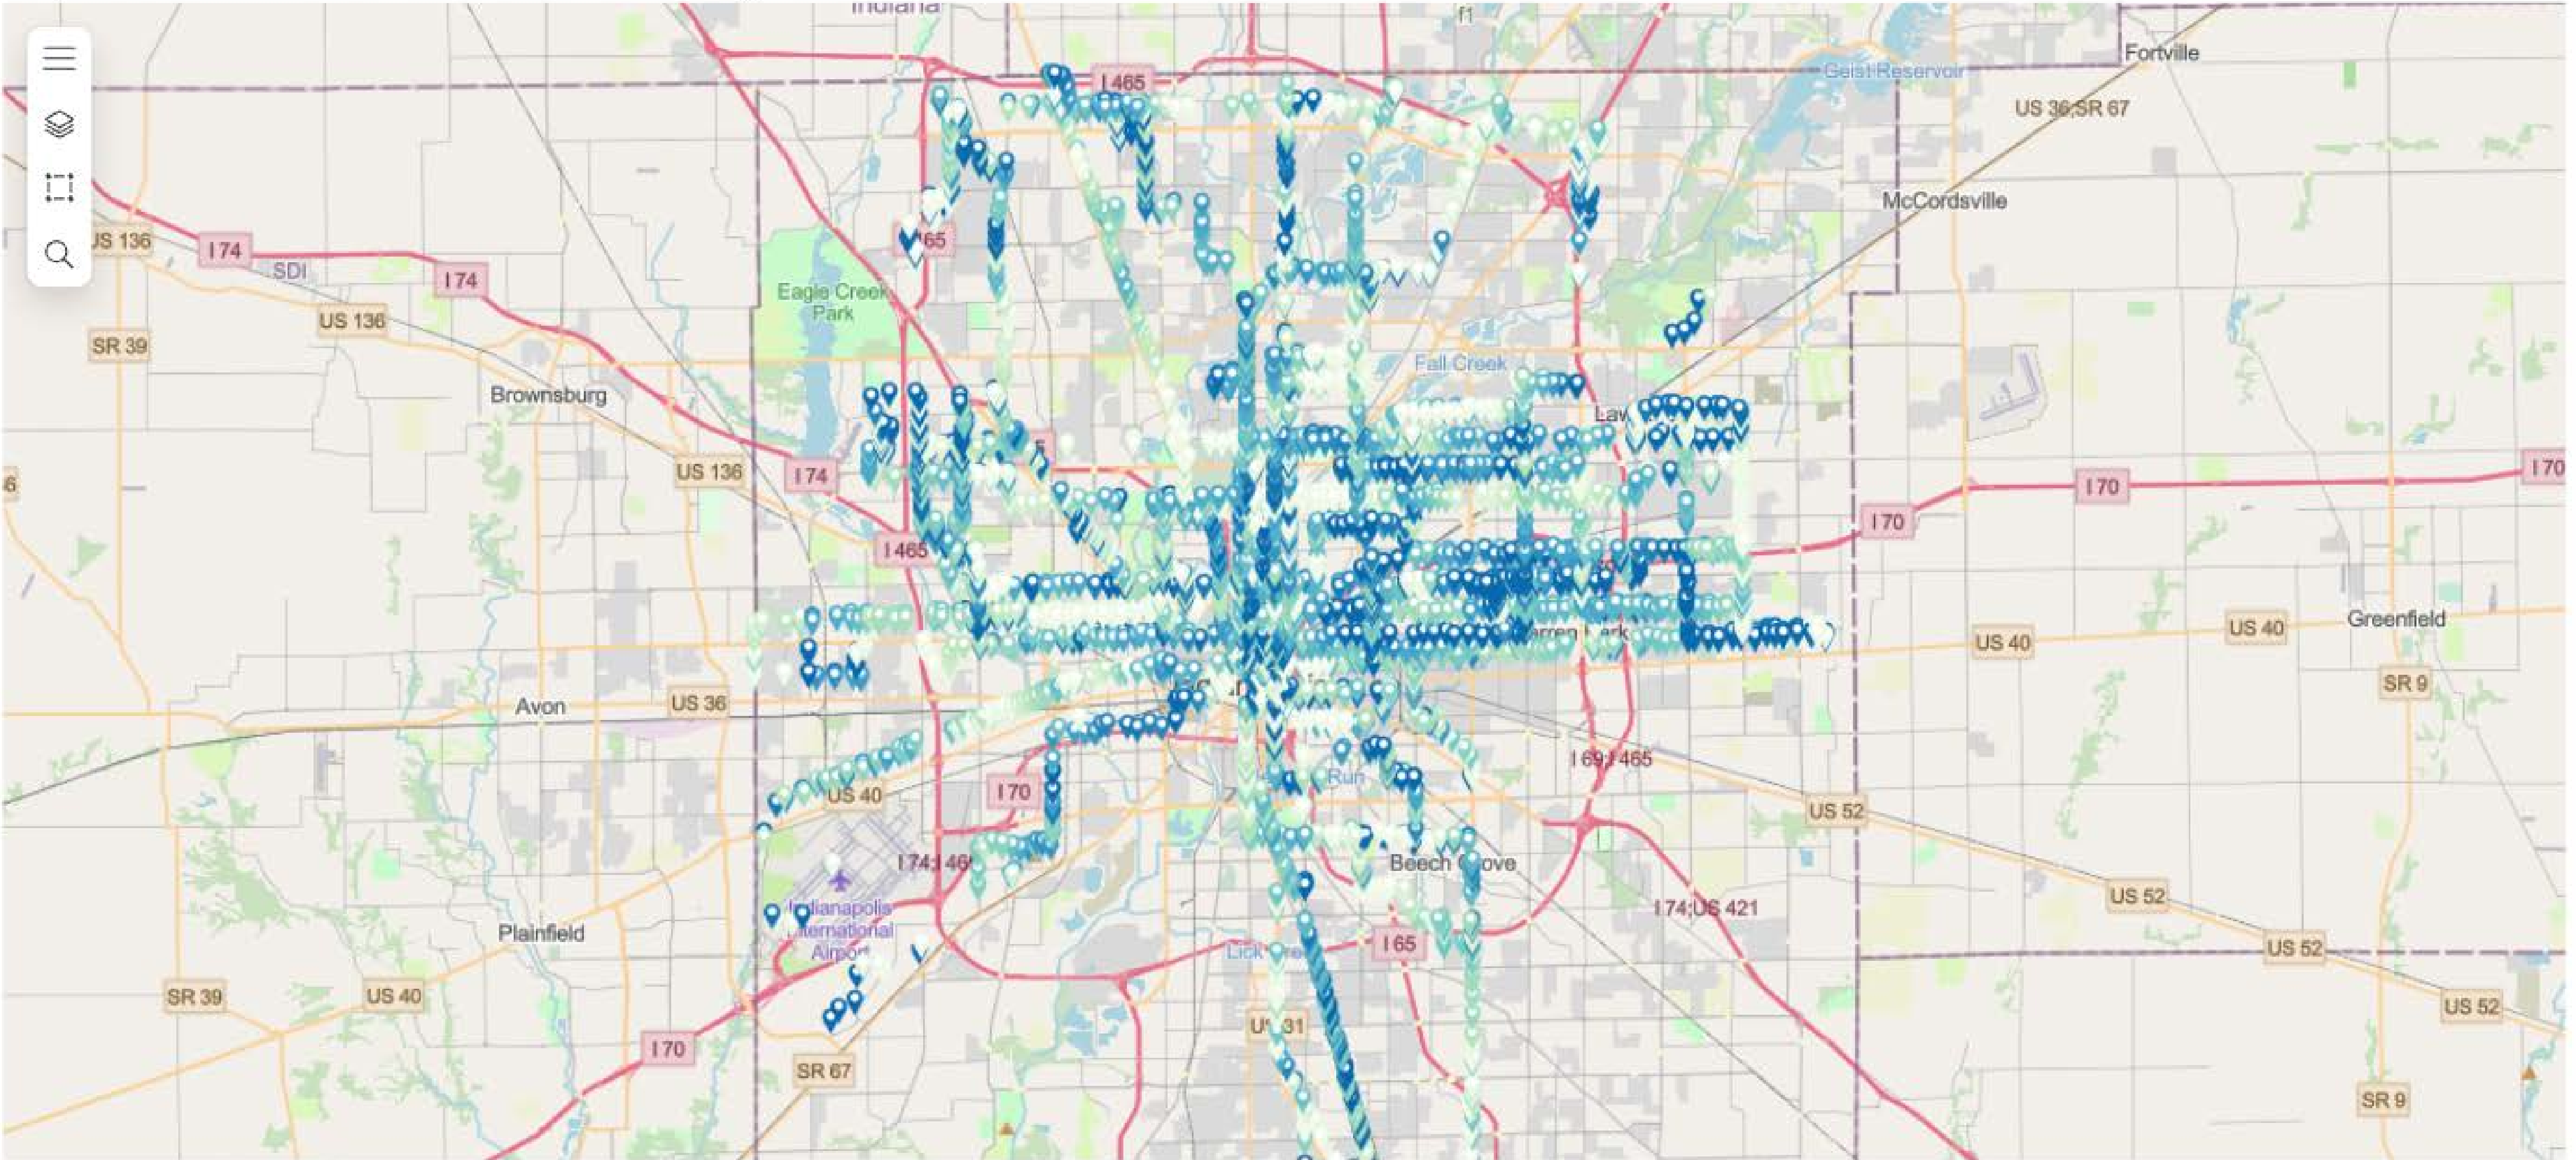 Indiana
f1
Fortville
I 465
Geist Reservoir
US 36;SR 67
McCordsville
US 136
I 74
SDI
I 74
Eagle Creek
Park
US 136
SR 39
Fall Creek
Brownsburg
Law
I 74
US 136
I 70
I 70
I 70
I 465
Greenfield
US 40
US 40
SR 9
Avon
US 36
I 69;I 465
Run
I 70
US 40
US 52
Beech Grove
US 52
Indianapolis
International
Airport
I 74;US 421
Plainfield
I 65
US 52
SR 39
US 40
US 52
US 31
I 70
SR 67
SR 9